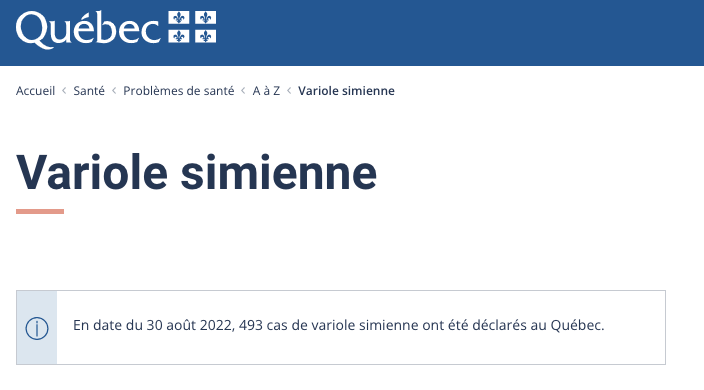 Québec
Accueil < Santé < Problèmes de santé < A à Z < Variole simienne
Variole simienne
En date du 30 août 2022, 493 cas de variole simienne ont été déclarés au Québec.